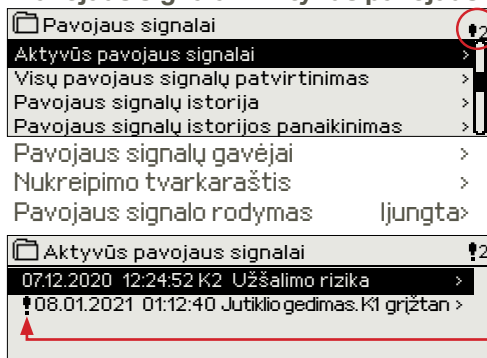 Pavojaus signalai
2
Aktyvūs pavojaus signalai >
Visų pavojaus signalų patvirtinimas >
Pavojaus signalų istorija >
Pavojaus signalų istorijos panaikinimas >
Pavojaus signalų gavėjai >
Nukreipimo tvarkaraštis >
Pavojaus signalo rodymas Įjungta>
Aktyvūs pavojaus signalai !2
07.12.2020 12:24:52 K2 Užšalimo rizika >
!08.01.2021 01:12:40 Jutiklio gedimas. K1 grįžtan >